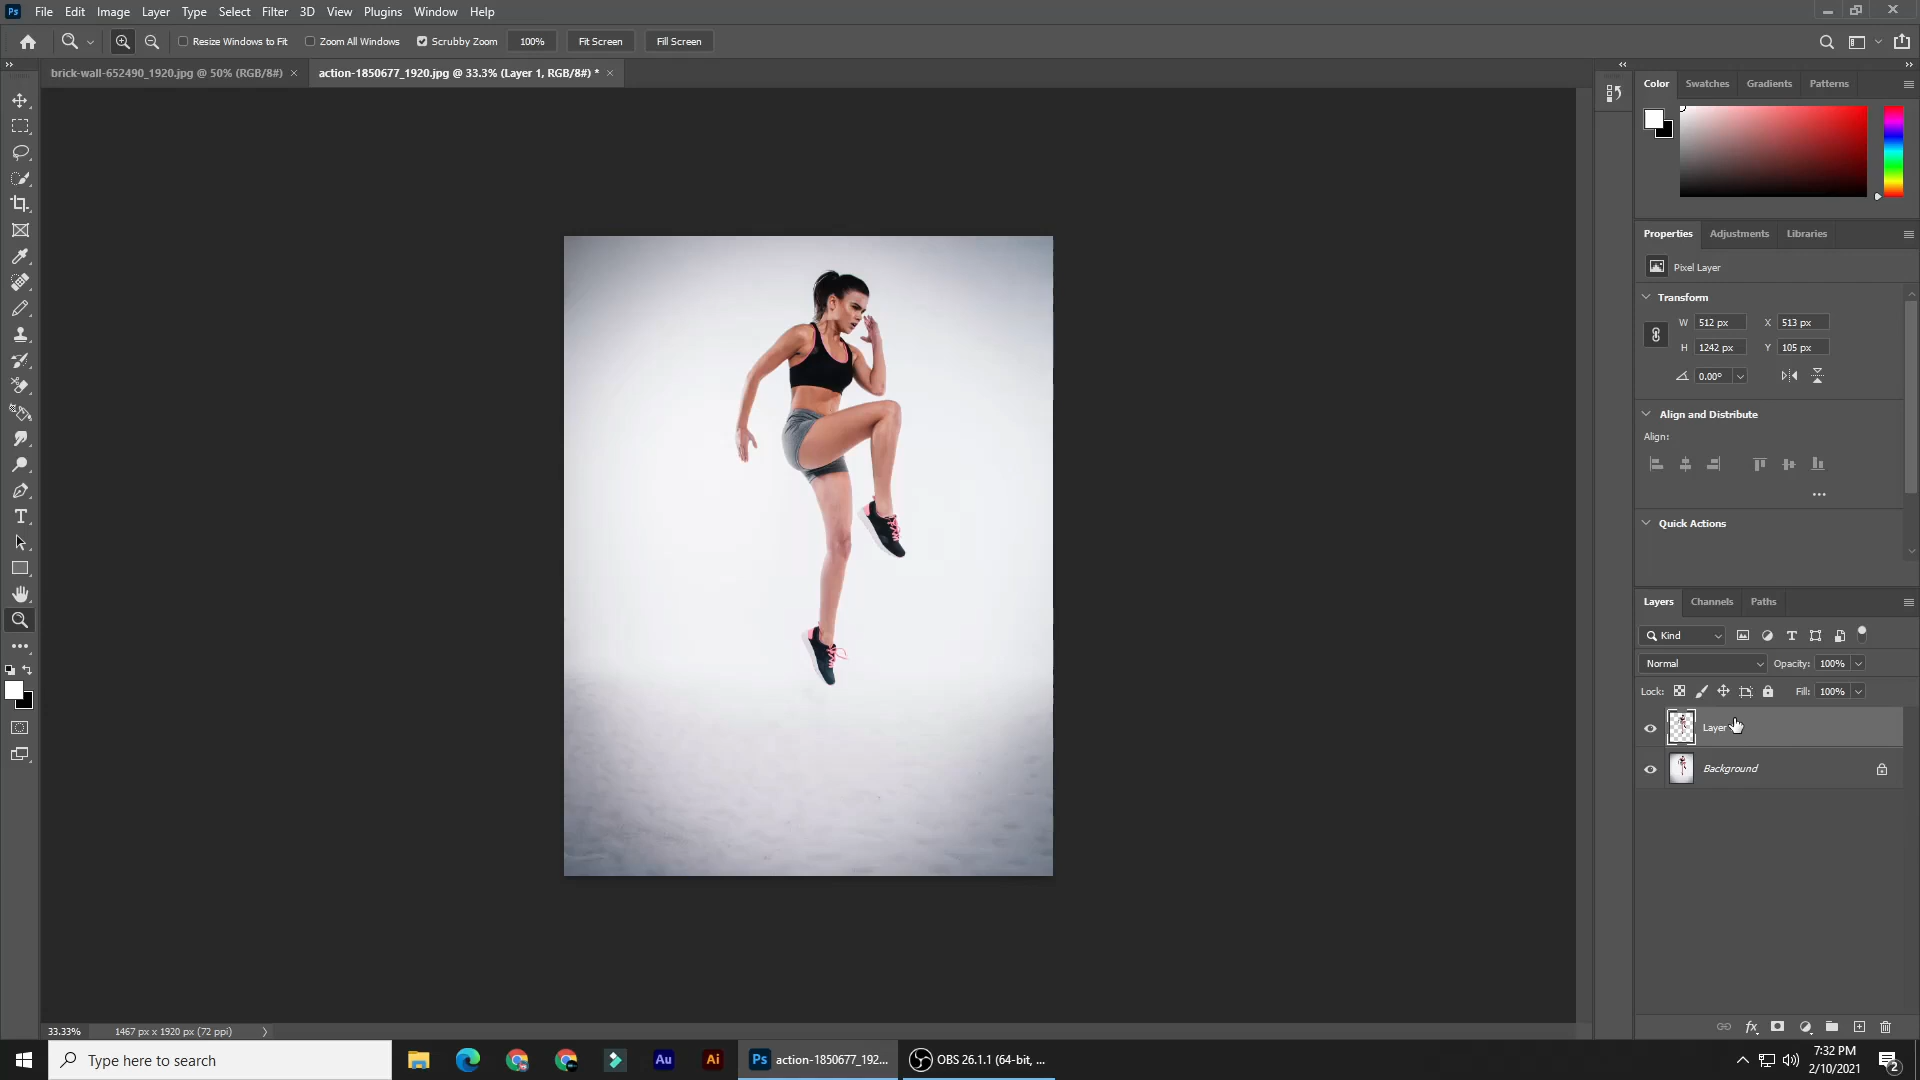 Ps File Edit Image Layer Type Select Filter 3D View Plugins Window Help
Resize Windows to Fit Zoom All Windows Scrubby Zoom 100% Fit Screen Fill Screen
brick-wall-652490_1920.jpg @ 50% (RGB/8#) × action-1850677_1920.jpg @ 33.3% (Layer 1, RGB/8#) * ×
Color Swatches Gradients Patterns
Properties Adjustments Libraries
Pixel Layer
Transform
W 512 px X 513 px
H 1242 px Y 105 px
0.00°
Align and Distribute
Align:
Quick Actions
Layers Channels Paths
Kind
Normal Opacity: 100%
Lock: Fill: 100%
Layer
Background
33.33% 1467 px x 1920 px (72 ppi)
Type here to search Au Ai Ps action-1850677_192... OBS 26.1.1 (64-bit, ...
7:32 PM
2/10/2021
2